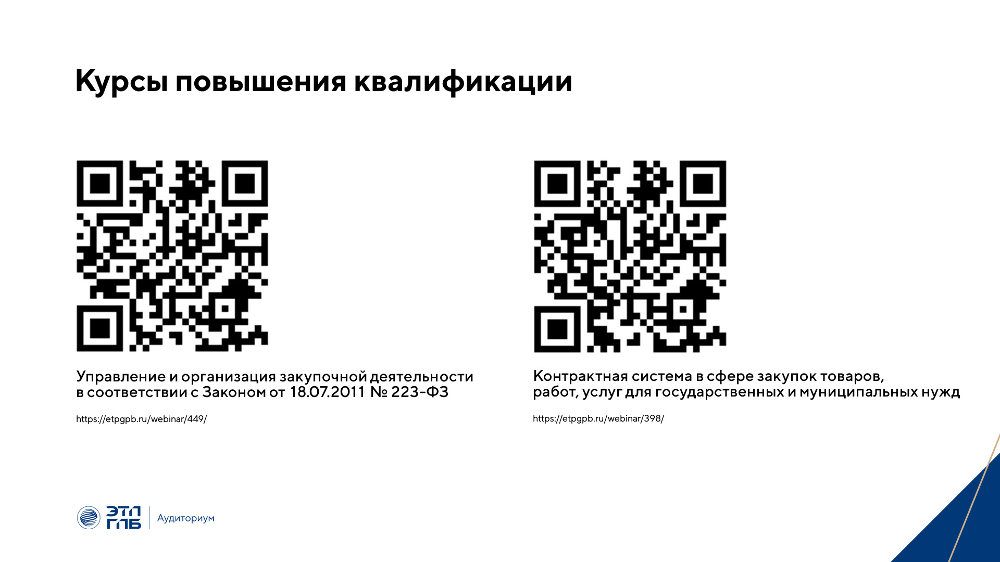 Курсы повышения квалификации
Управление и организация закупочной деятельности
в соответствии с Законом от 18.07.2011 № 223-ФЗ
https://etpgpb.ru/webinar/449/
Контрактная система в сфере закупок товаров,
работ, услуг для государственных и муниципальных нужд
https://etpgpb.ru/webinar/398/
ЭТП
ГПБ
Аудиториум